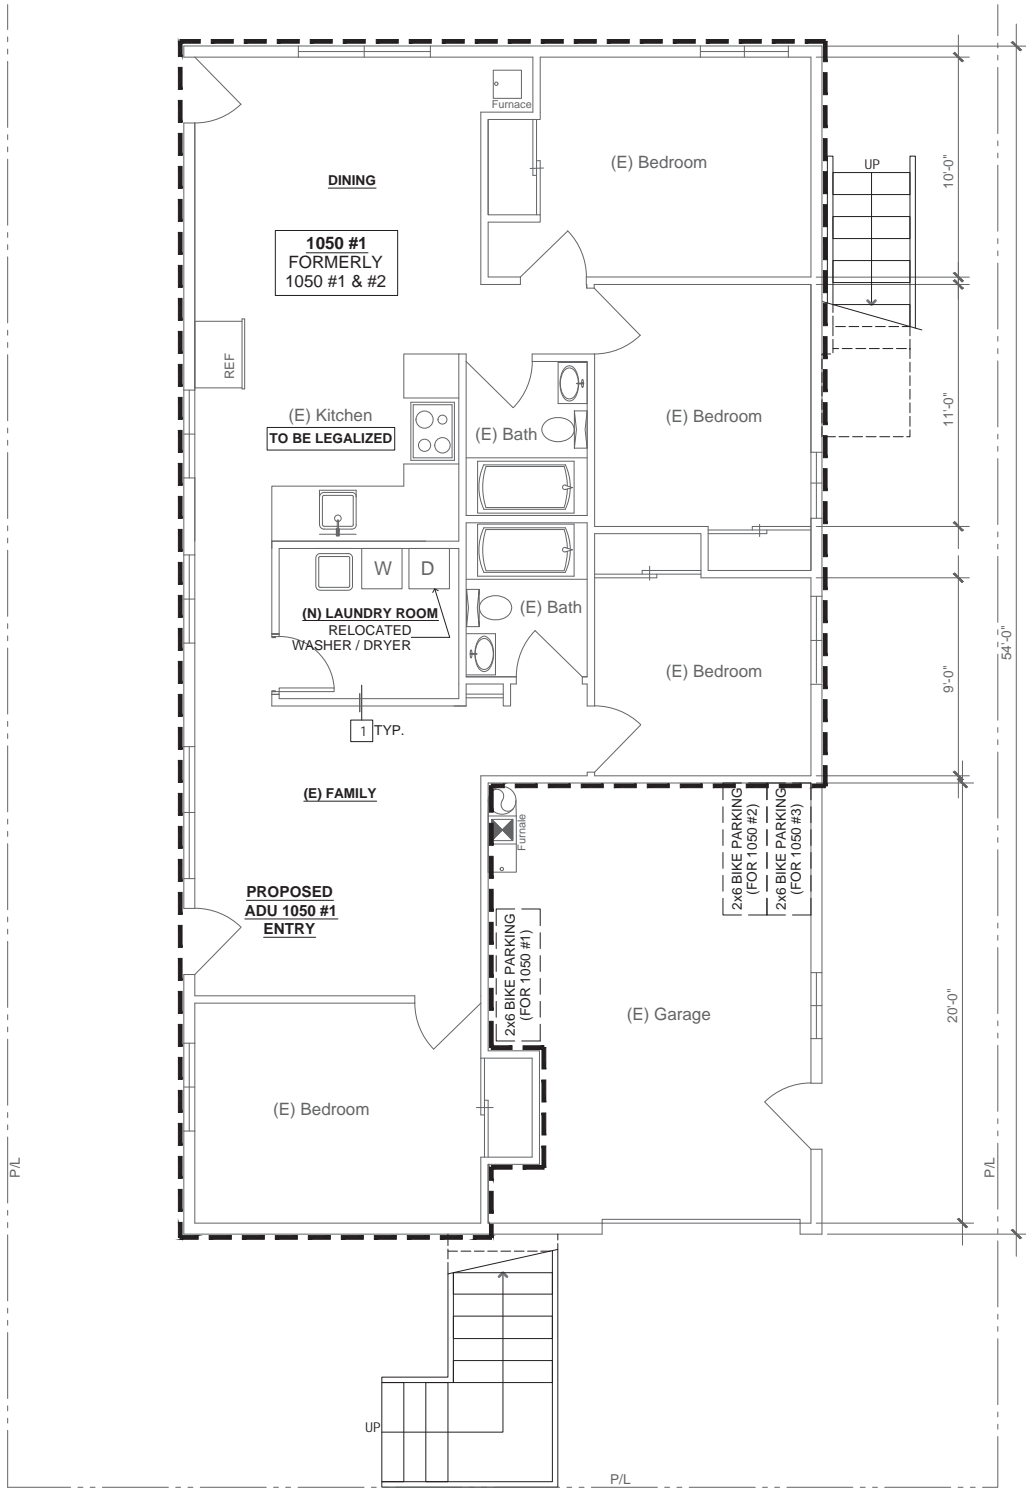 Furnace
(E) Bedroom
UP
10'-0"
DINING
1050 #1
FORMERLY
1050 #1 & #2
REF
(E) Kitchen
TO BE LEGALIZED
(E) Bath
(E) Bedroom
11'-0"
W
D
(N) LAUNDRY ROOM
RELOCATED
WASHER / DRYER
(E) Bath
(E) Bedroom
9'-0"
54'-0"
1
TYP.
(E) FAMILY
Furnale
2x6 BIKE PARKING
(FOR 1050 #2)
2x6 BIKE PARKING
(FOR 1050 #3)
PROPOSED
ADU 1050 #1
ENTRY
2x6 BIKE PARKING
(FOR 1050 #1)
(E) Garage
20'-0"
(E) Bedroom
P/L
P/L
UP
P/L